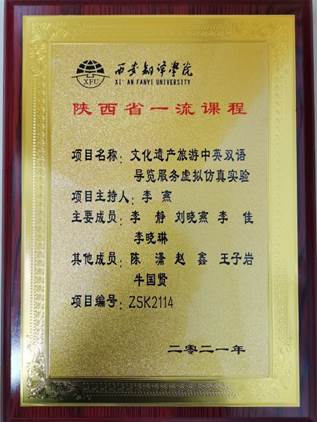 XFU
西安翻译学院
XI'AN FANYI UNIVERSITY
陕西省一流课程
项目名称：文化遗产旅游中英双语
导览服务虚拟仿真实验
项目主持人：李燕
主要成员：李 静 刘晓燕 李 佳
李晓琳
其他成员：陈 潇 赵 鑫 王子岩
牛国贤
项目编号：ZSK2114
二〇二一年